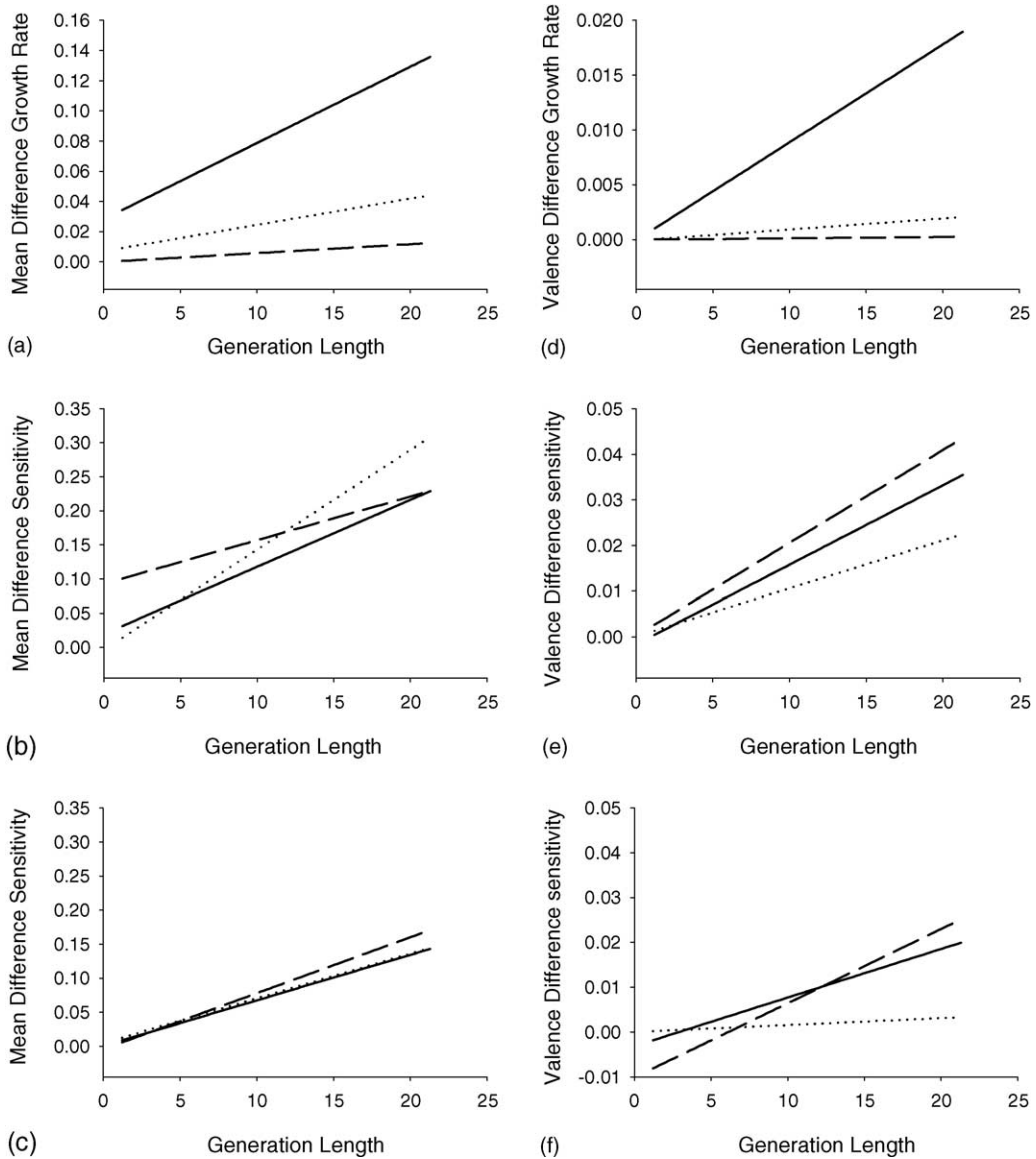 Mean Difference Growth Rate
0.16
0.14
0.12
0.10
0.08
0.06
0.04
0.02
0.00
0 5 10 15 20 25
(a) Generation Length
Valence Difference Growth Rate
0.020
0.015
0.010
0.005
0.000
0 5 10 15 20 25
(d) Generation Length
Mean Difference Sensitivity
0.35
0.30
0.25
0.20
0.15
0.10
0.05
0.00
0 5 10 15 20 25
(b) Generation Length
Valence Difference sensitivity
0.05
0.04
0.03
0.02
0.01
0.00
0 5 10 15 20 25
(e) Generation Length
Mean Difference Sensitivity
0.35
0.30
0.25
0.20
0.15
0.10
0.05
0.00
0 5 10 15 20 25
(c) Generation Length
Valence Difference sensitivity
0.05
0.04
0.03
0.02
0.01
0.00
-0.01
0 5 10 15 20 25
(f) Generation Length